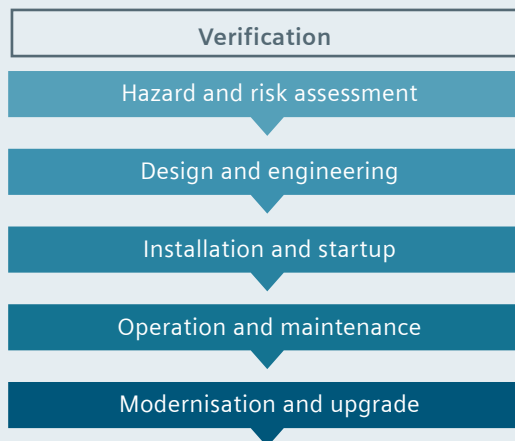 Verification
Hazard and risk assessment
Design and engineering
Installation and startup
Operation and maintenance
Modernisation and upgrade